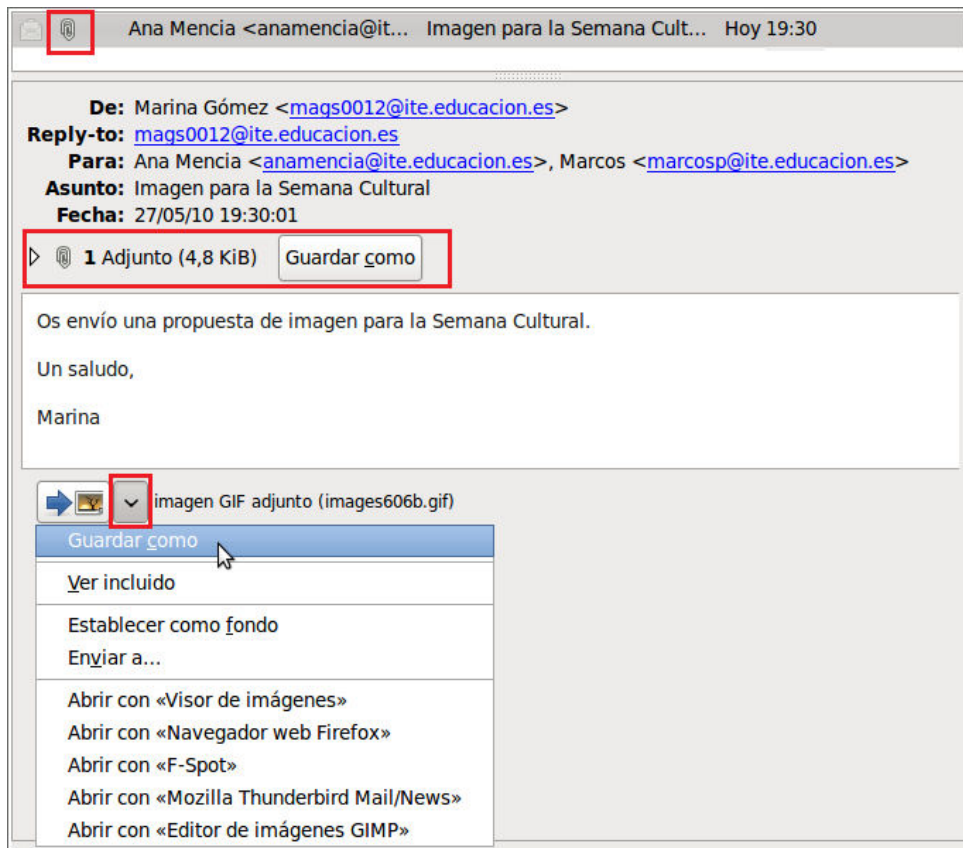 Ana Mencia <anamencia@it... Imagen para la Semana Cult... Hoy 19:30
De: Marina Gómez <mags0012@ite.educacion.es>
Reply-to: mags0012@ite.educacion.es
Para: Ana Mencia <anamencia@ite.educacion.es>, Marcos <marcosp@ite.educacion.es>
Asunto: Imagen para la Semana Cultural
Fecha: 27/05/10 19:30:01
1 Adjunto (4,8 KiB) Guardar como
Os envío una propuesta de imagen para la Semana Cultural.
Un saludo,
Marina
imagen GIF adjunto (images606b.gif)
Guardar como
Ver incluido
Establecer como fondo
Enviar a...
Abrir con «Visor de imágenes»
Abrir con «Navegador web Firefox»
Abrir con «F-Spot»
Abrir con «Mozilla Thunderbird Mail/News»
Abrir con «Editor de imágenes GIMP»